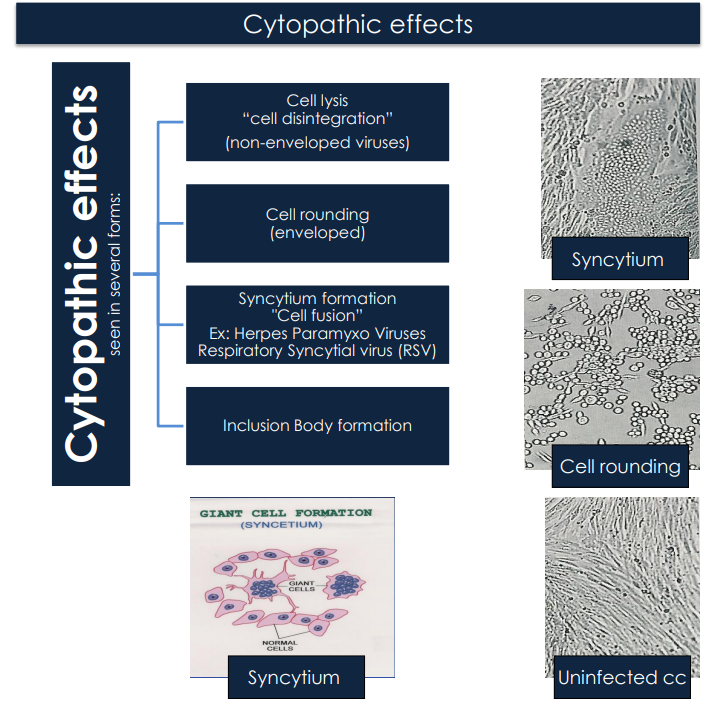 Cytopathic effects
Cytopathic effects
seen in several forms:
Cell lysis
“cell disintegration”
(non-enveloped viruses)
Cell rounding
(enveloped)
Syncytium formation
"Cell fusion”
Ex: Herpes Paramyxo Viruses
Respiratory Syncytial virus (RSV)
Inclusion Body formation
Syncytium
Cell rounding
GIANT CELL FORMATION
(SYNCETIUM)
GIANT
CELLS
NORMAL
CELLS
Syncytium
Uninfected cc